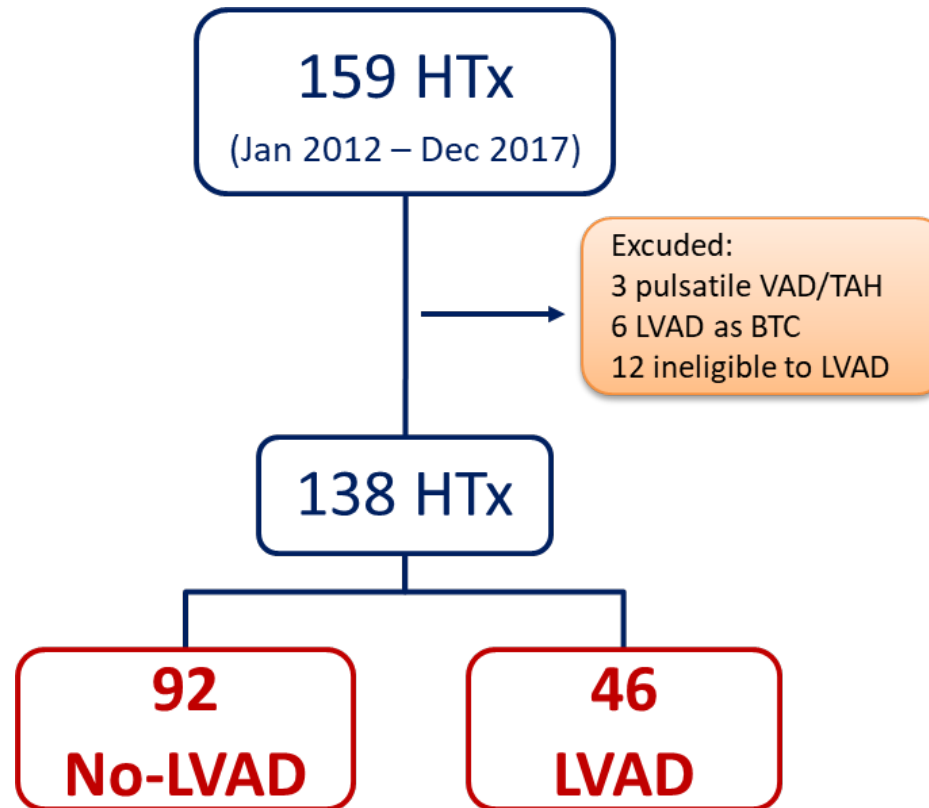 159 HTx
(Jan 2012 – Dec 2017)
Excuded:
3 pulsatile VAD/TAH
6 LVAD as BTC
12 ineligible to LVAD
138 HTx
92
No-LVAD
46
LVAD